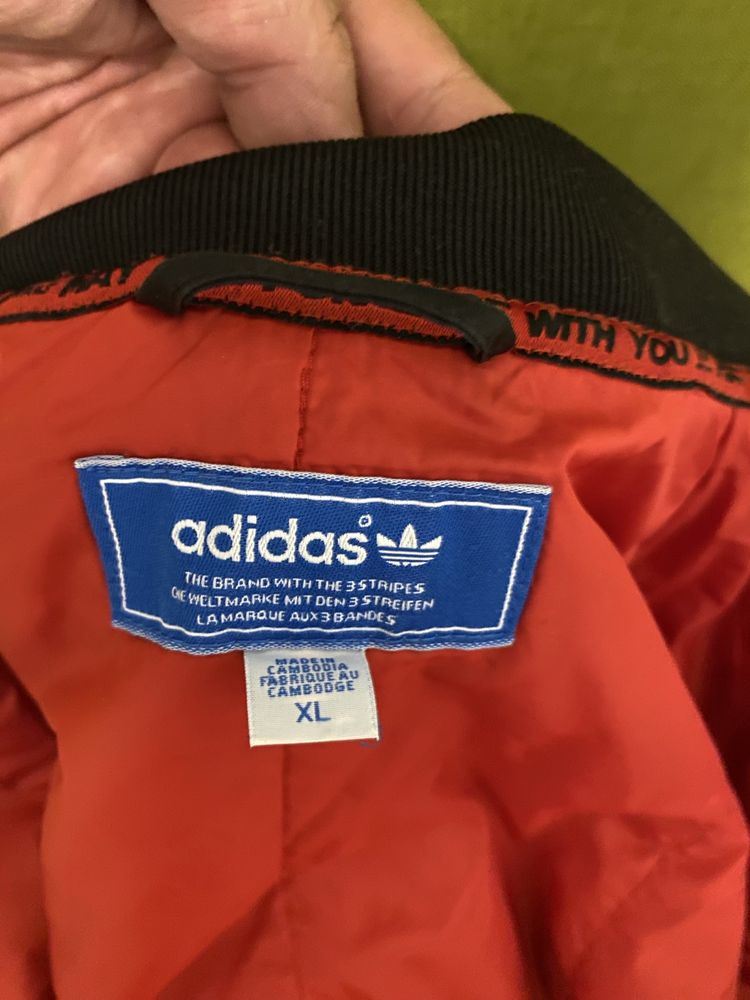 WITH YOU
adidas
THE BRAND WITH THE 3 STRIPES
DIE WELTMARKE MIT DEN 3 STREIFEN
LA MARQUE AUX 3 BANDES
MADE IN
CAMBODIA
FABRIQUE AU
CAMBODGE
XL